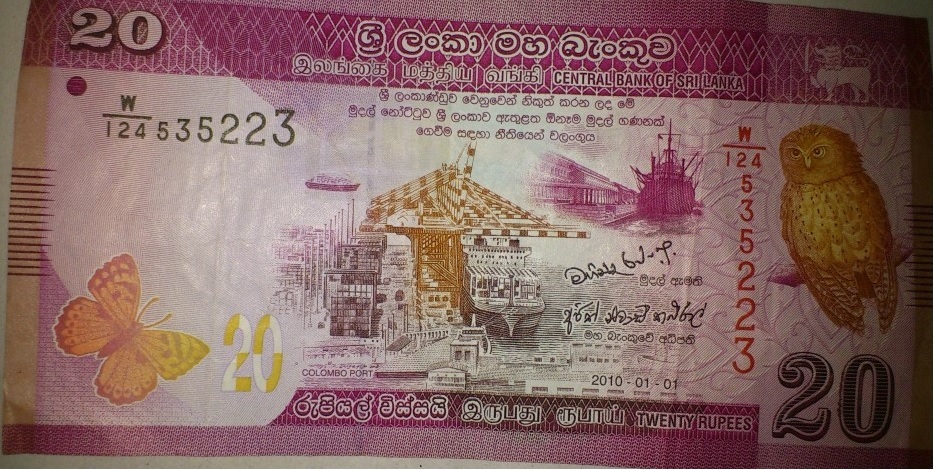 20
ශ්‍රී ලංකා මහ බැංකුව
இலங்கை மத்திய வங்கி CENTRAL BANK OF SRI LANKA
ශ්‍රී ලංකාණ්ඩුව වෙනුවෙන් නිකුත් කරන ලද මේ
මුදල් නෝට්ටුව ශ්‍රී ලංකාව ඇතුළත ඕනෑම මුදල් ගණනක්
ගෙවීම සඳහා නීතියෙන් වලංගුය
W/124 535223
W/124 535223
මුදල් ඇමති
මහ බැංකුවේ අධිපති
20
COLOMBO PORT
2010-01-01
20
රුපියල් විස්සයි இருபது ரூபாய் TWENTY RUPEES